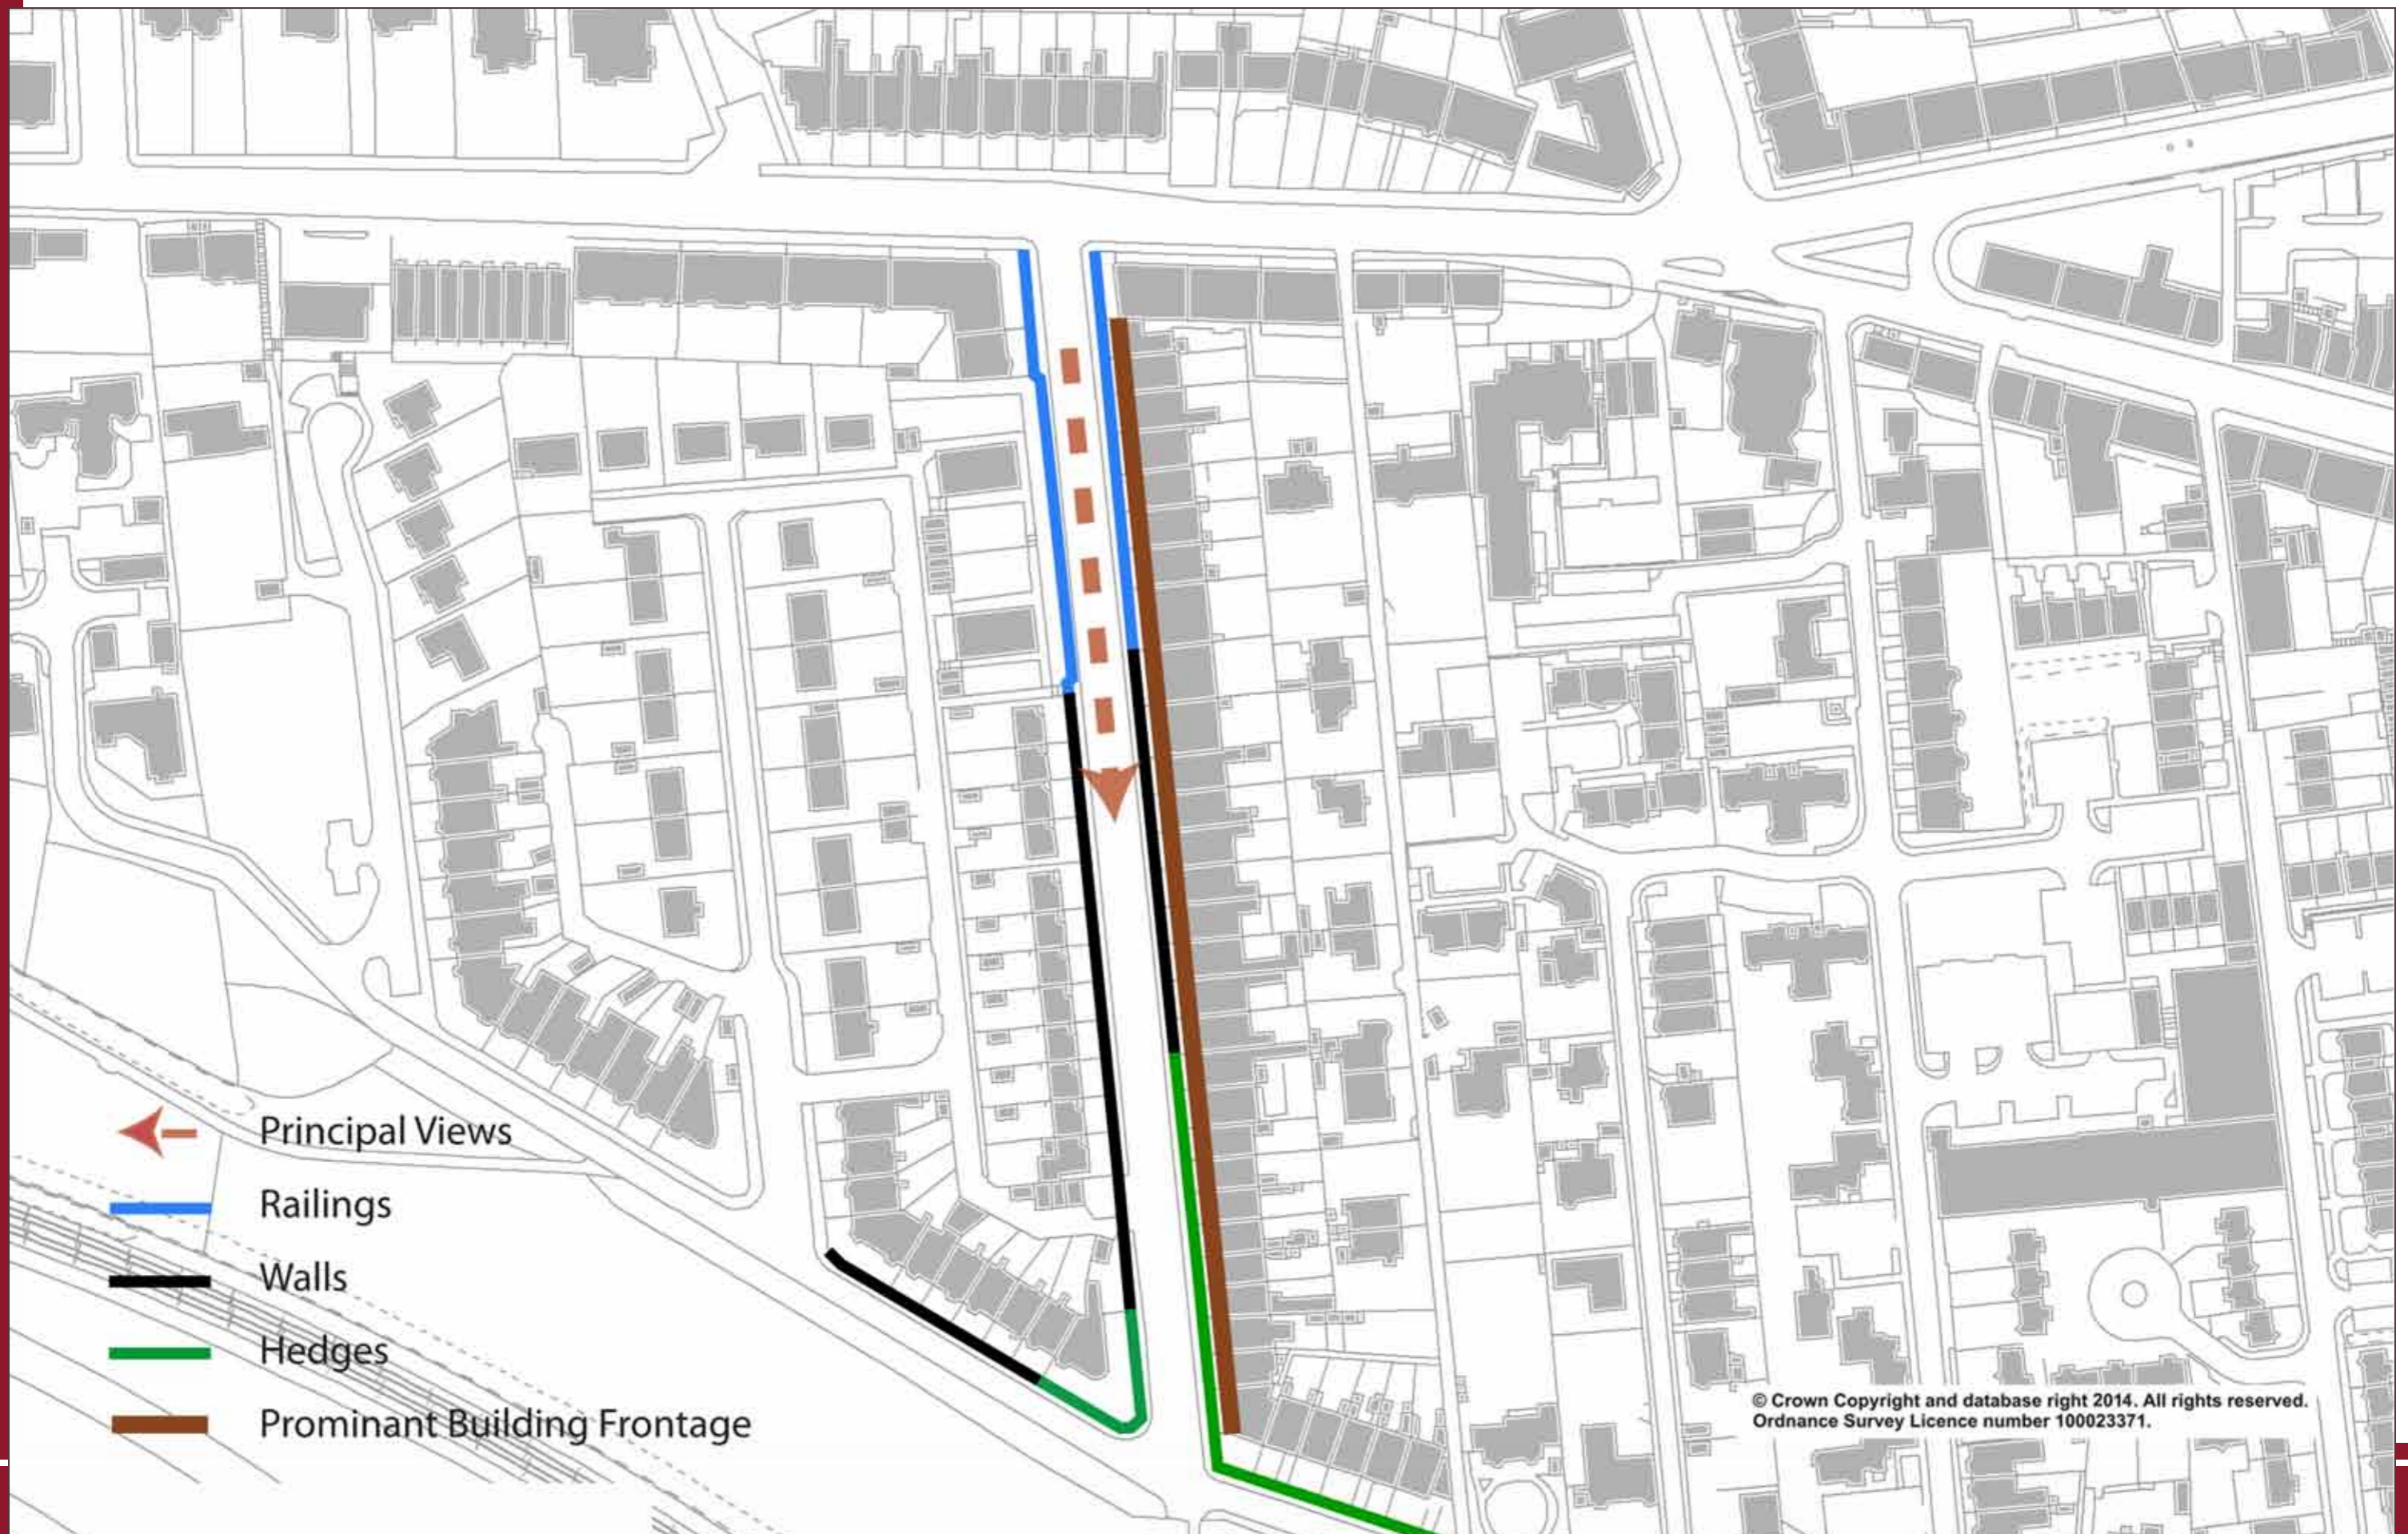 Principal Views
Railings
Walls
Hedges
Prominant Building Frontage
© Crown Copyright and database right 2014. All rights reserved.
Ordnance Survey Licence number 100023371.